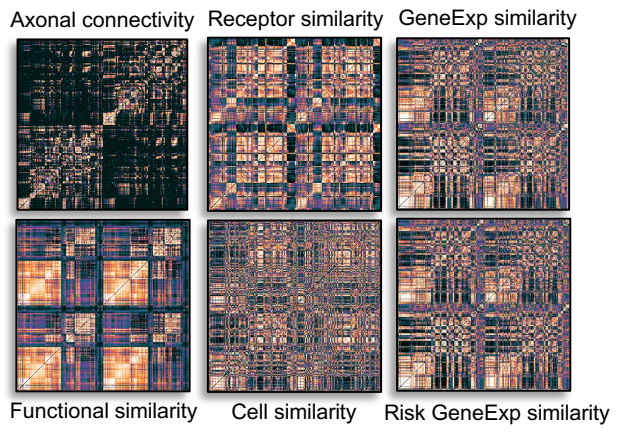 Axonal connectivity
Receptor similarity
GeneExp similarity
Functional similarity
Cell similarity
Risk GeneExp similarity